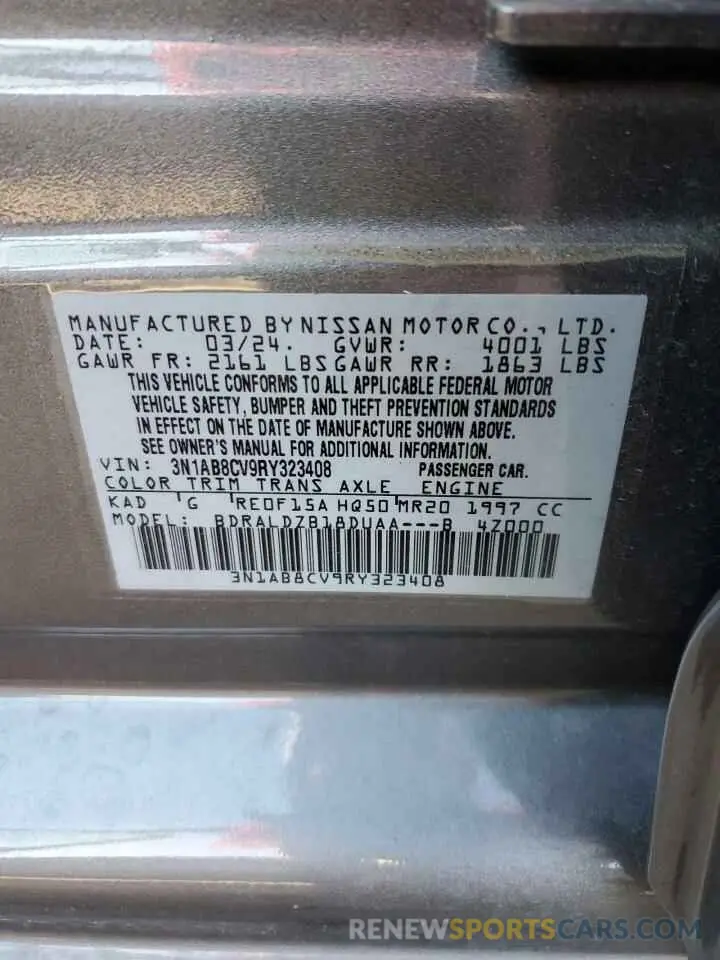 MANUFACTURED BY NISSAN MOTOR CO., LTD.
DATE: 03/24. GVWR: 4001 LBS
GAWR FR: 2161 LBS GAWR RR: 1863 LBS
THIS VEHICLE CONFORMS TO ALL APPLICABLE FEDERAL MOTOR
VEHICLE SAFETY, BUMPER AND THEFT PREVENTION STANDARDS
IN EFFECT ON THE DATE OF MANUFACTURE SHOWN ABOVE.
SEE OWNER'S MANUAL FOR ADDITIONAL INFORMATION.
VIN: 3N1AB8CV9RY323408 PASSENGER CAR.
COLOR TRIM TRANS AXLE ENGINE
KAD G RE0F15A HQ50 MR20 1997 CC
MODEL: BDRALDZB18DUAA---B 4Z000
3N1AB8CV9RY323408
RENEWSPORTSCARS.COM